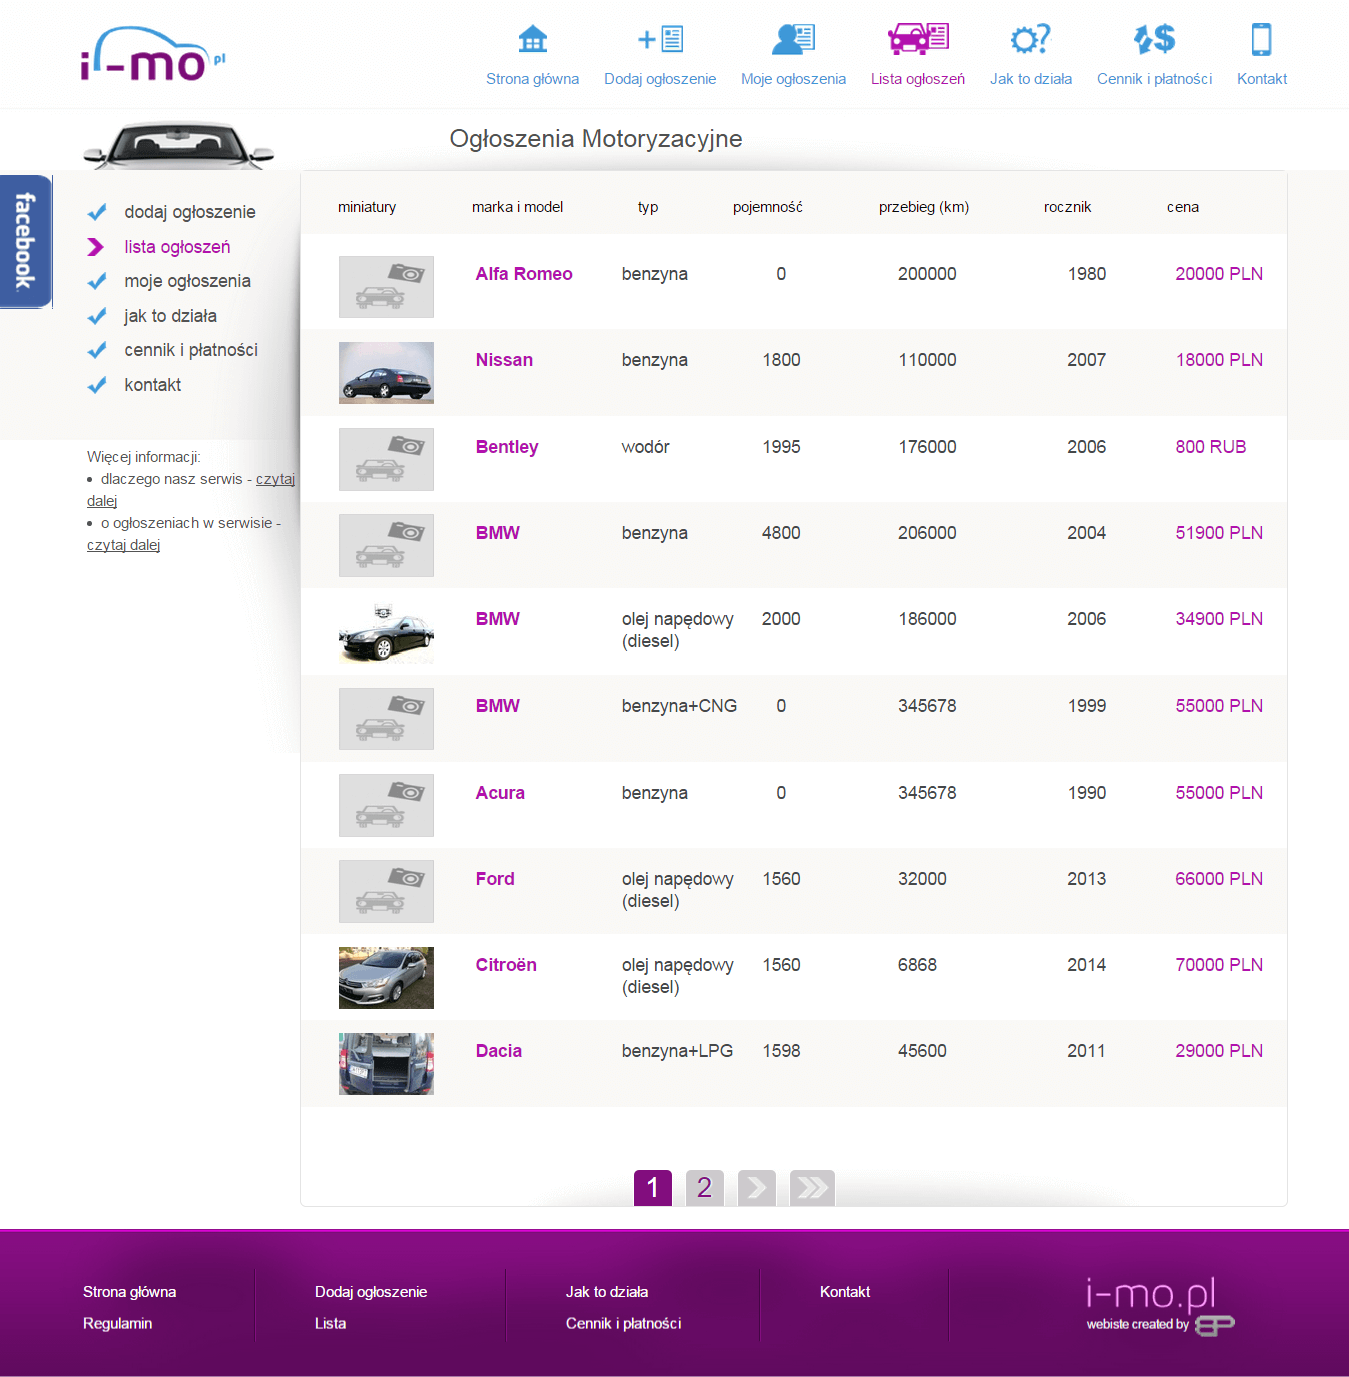 i-mo.pl
Strona główna Dodaj ogłoszenie Moje ogłoszenia Lista ogłoszeń Jak to działa Cennik i płatności Kontakt
Ogłoszenia Motoryzacyjne
facebook
dodaj ogłoszenie
lista ogłoszeń
moje ogłoszenia
jak to działa
cennik i płatności
kontakt
Więcej informacji:
• dlaczego nasz serwis - czytaj
dalej
• o ogłoszeniach w serwisie -
czytaj dalej
miniatury marka i model typ pojemność przebieg (km) rocznik cena
Alfa Romeo benzyna 0 200000 1980 20000 PLN
Nissan benzyna 1800 110000 2007 18000 PLN
Bentley wodór 1995 176000 2006 800 RUB
BMW benzyna 4800 206000 2004 51900 PLN
BMW olej napędowy 2000 186000 2006 34900 PLN
(diesel)
BMW benzyna+CNG 0 345678 1999 55000 PLN
Acura benzyna 0 345678 1990 55000 PLN
Ford olej napędowy 1560 32000 2013 66000 PLN
(diesel)
Citroën olej napędowy 1560 6868 2014 70000 PLN
(diesel)
Dacia benzyna+LPG 1598 45600 2011 29000 PLN
1 2
Strona główna Dodaj ogłoszenie Jak to działa Kontakt
Regulamin Lista Cennik i płatności
i-mo.pl
webiste created by